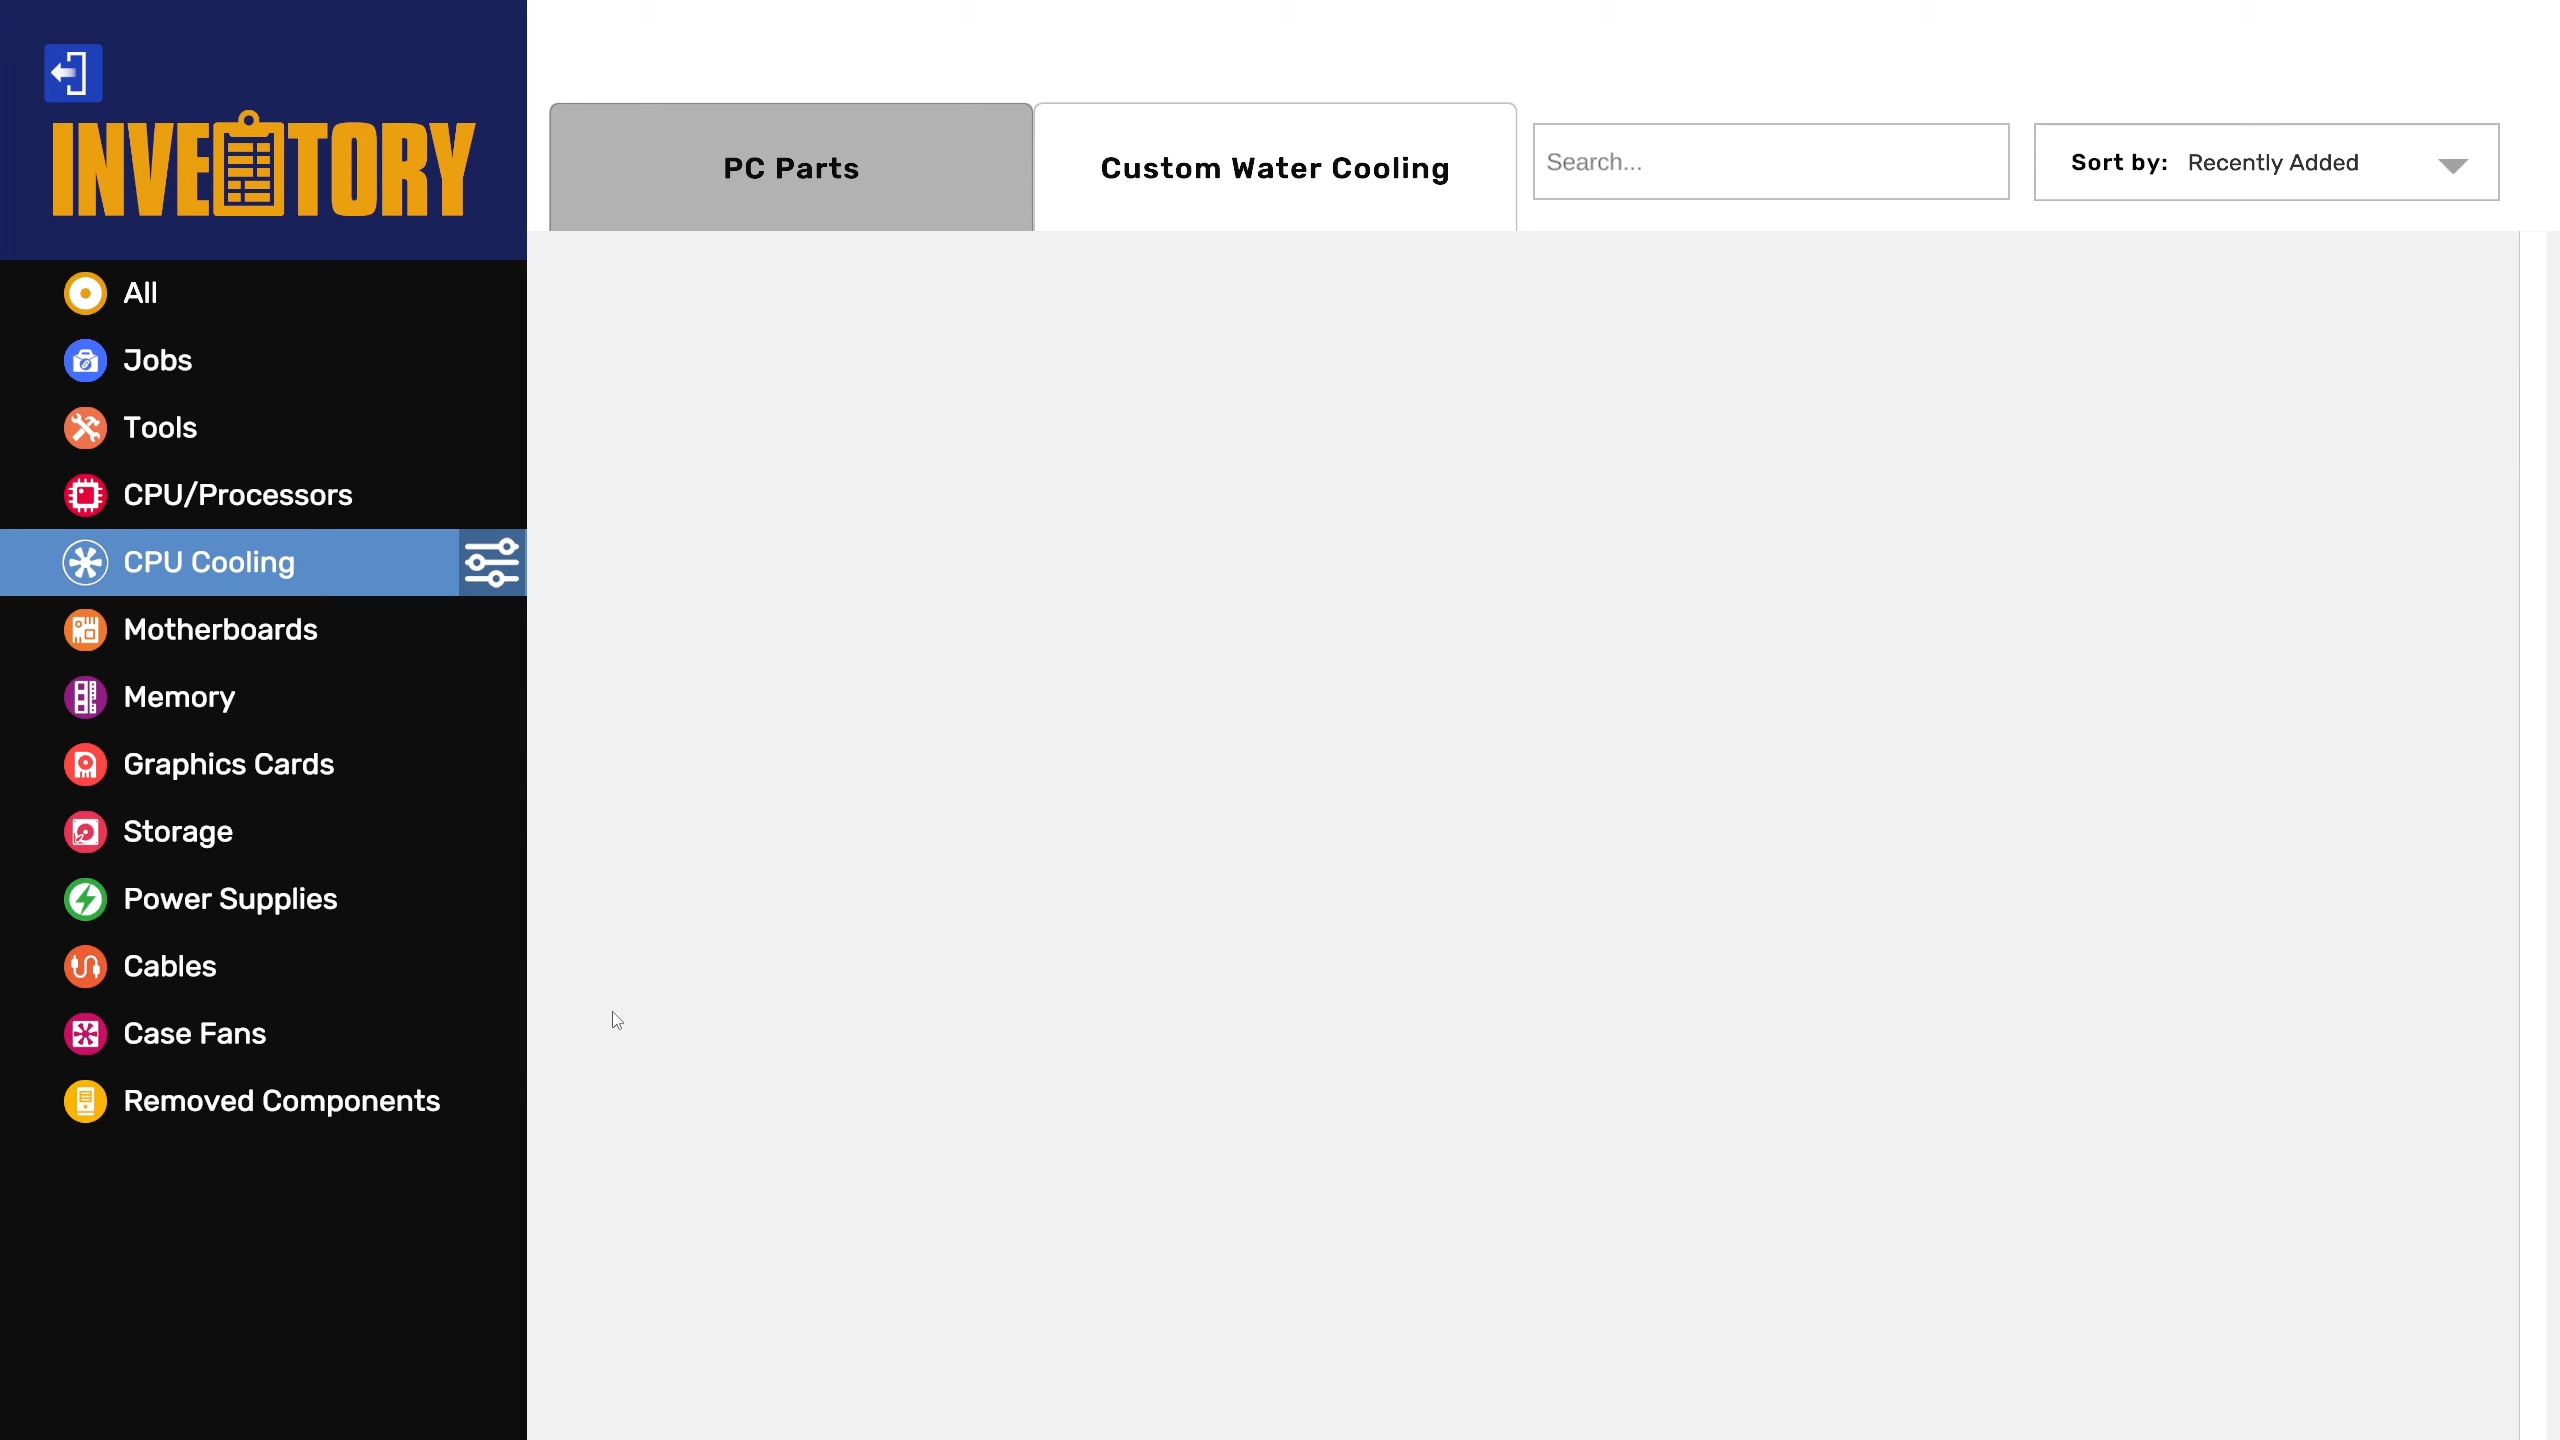 INVENTORY
PC Parts
Custom Water Cooling
Search...
Sort by: Recently Added
All
Jobs
Tools
CPU/Processors
CPU Cooling
Motherboards
Memory
Graphics Cards
Storage
Power Supplies
Cables
Case Fans
Removed Components